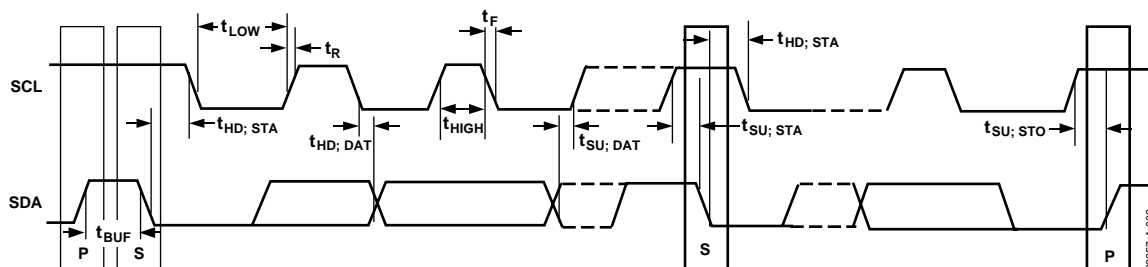 tLOW
tF
tR
tHD; STA
SCL
tHD; STA
tHIGH
tHD; DAT
tSU; DAT
tSU; STA
tSU; STO
SDA
tBUF
P
S
S
P